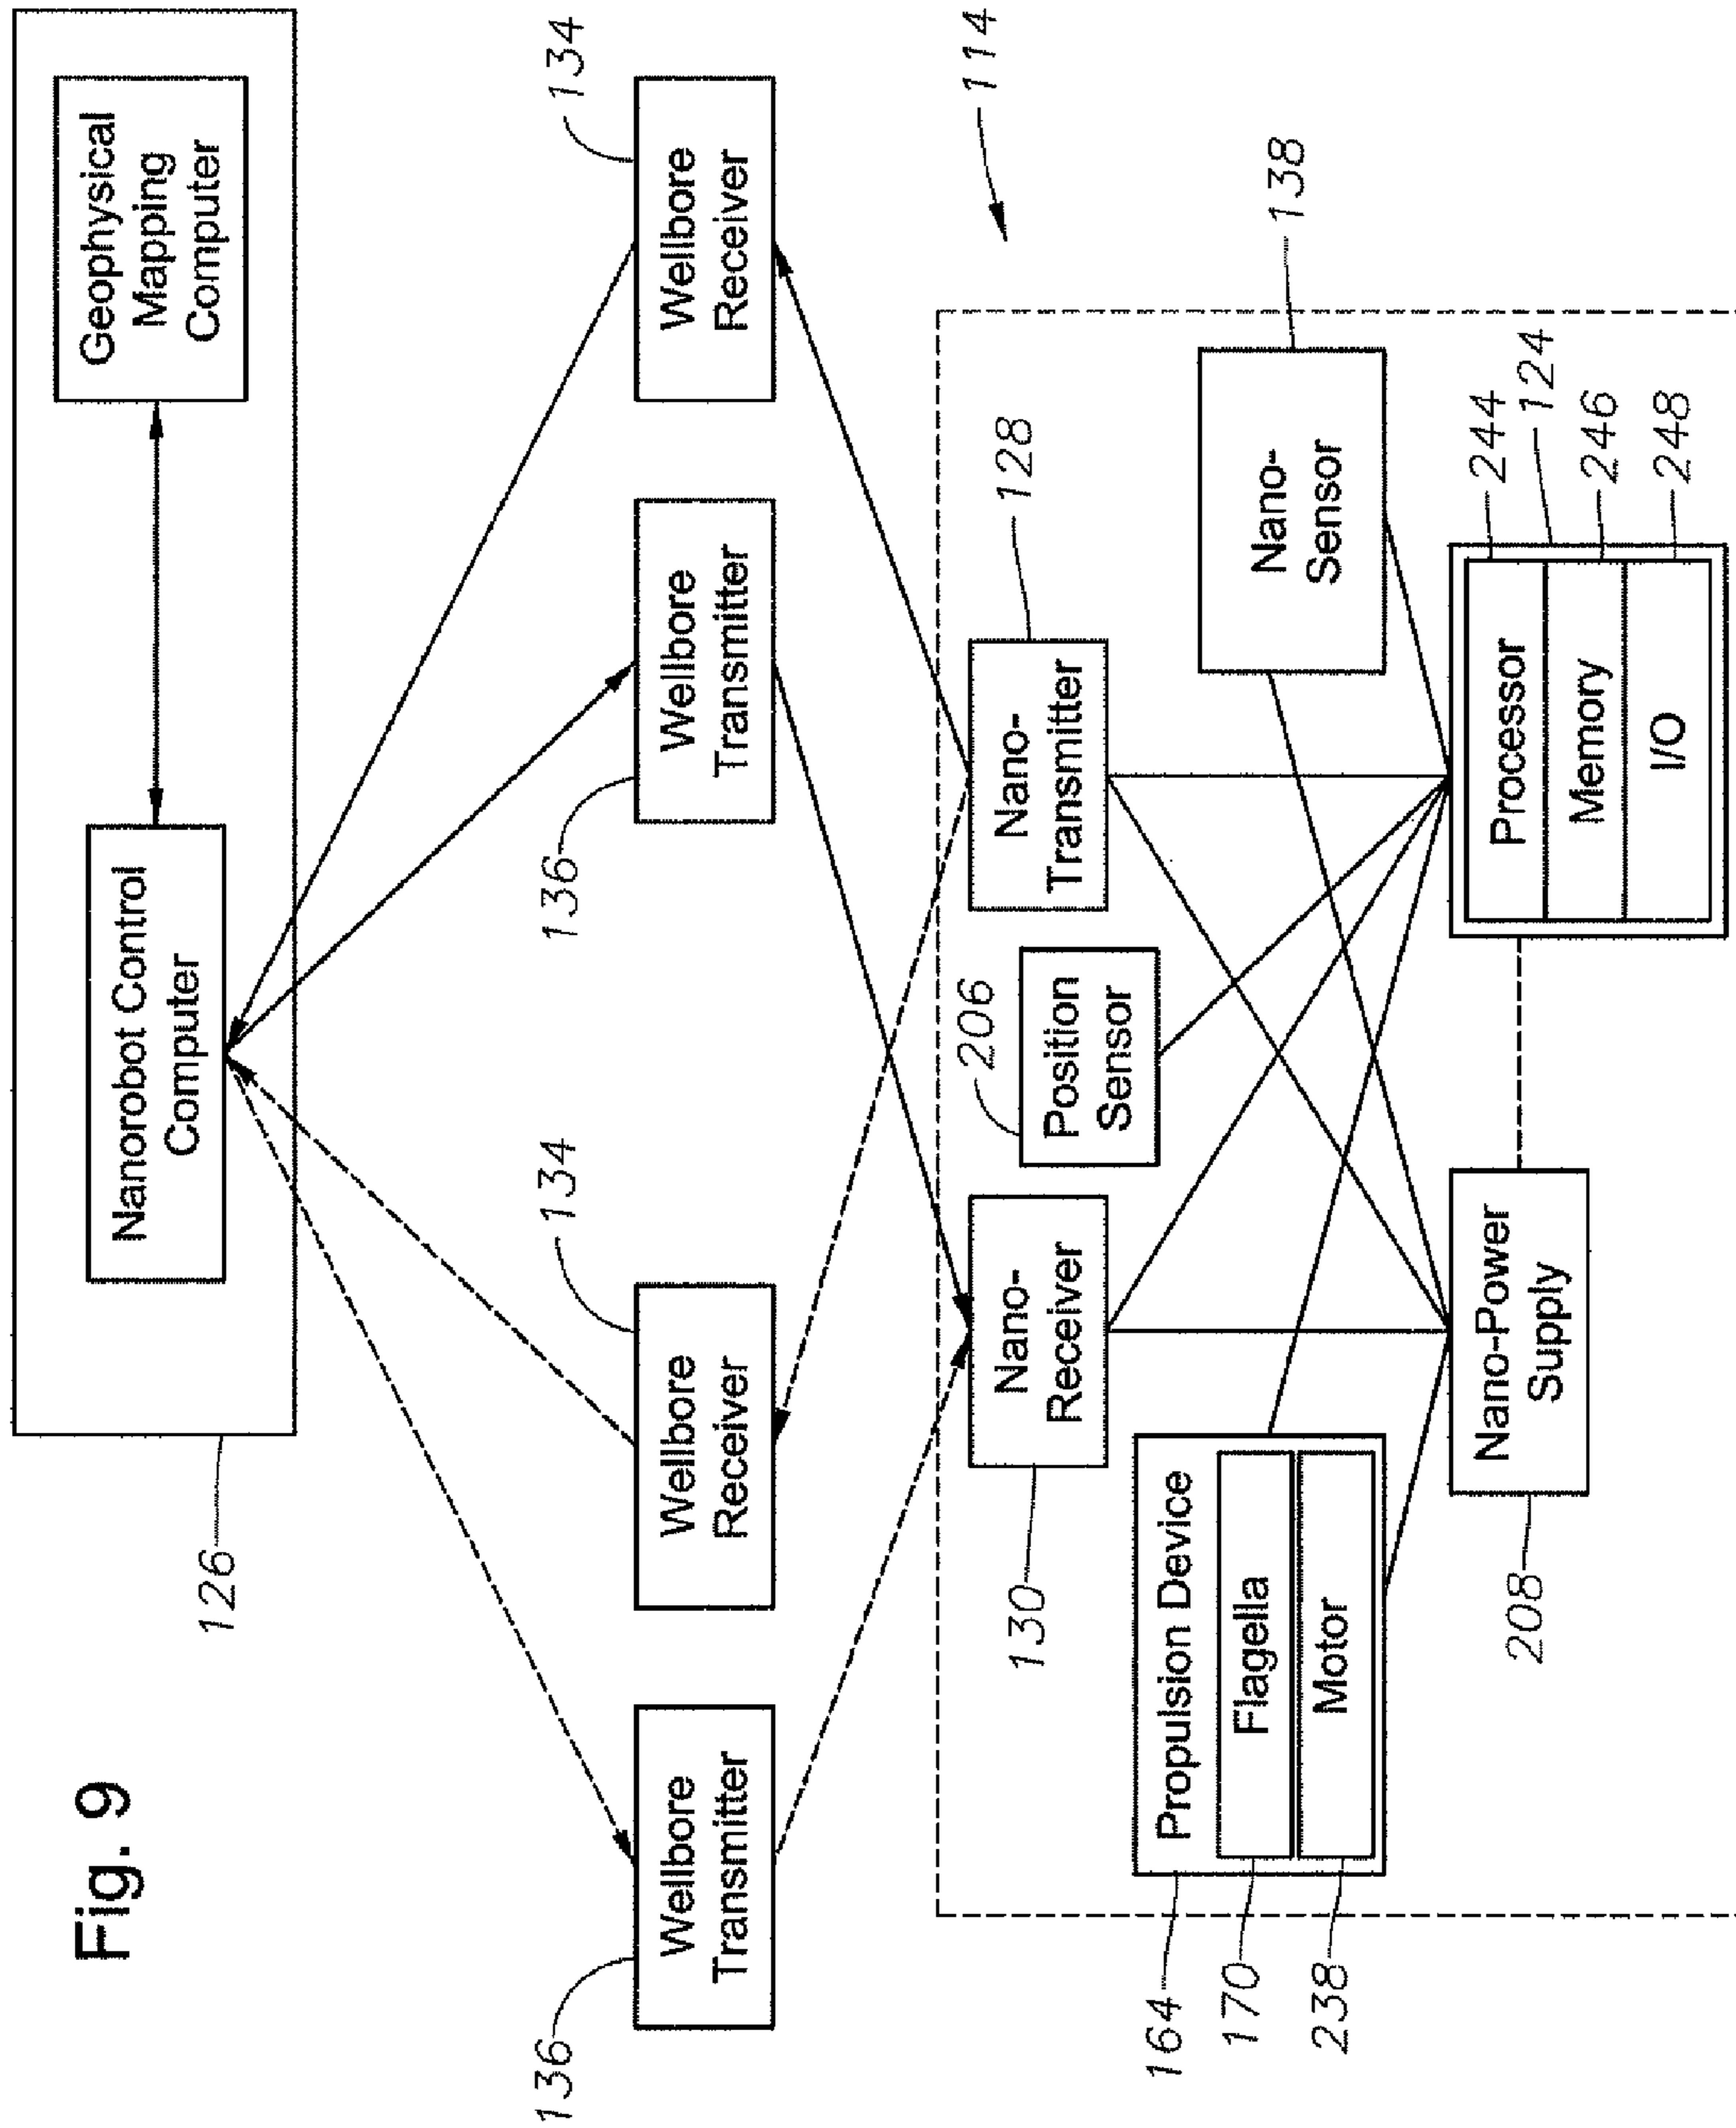 Fig. 9
126
Nanorobot Control
Computer
Geophysical
Mapping
Computer
136
Wellbore
Transmitter
134
Wellbore
Receiver
136
Wellbore
Transmitter
134
Wellbore
Receiver
114
130
Nano-
Receiver
206
Position
Sensor
128
Nano-
Transmitter
164
Propulsion Device
170
Flagella
238
Motor
138
Nano-
Sensor
208
Nano-Power
Supply
244
Processor
124
246
Memory
248
I/O